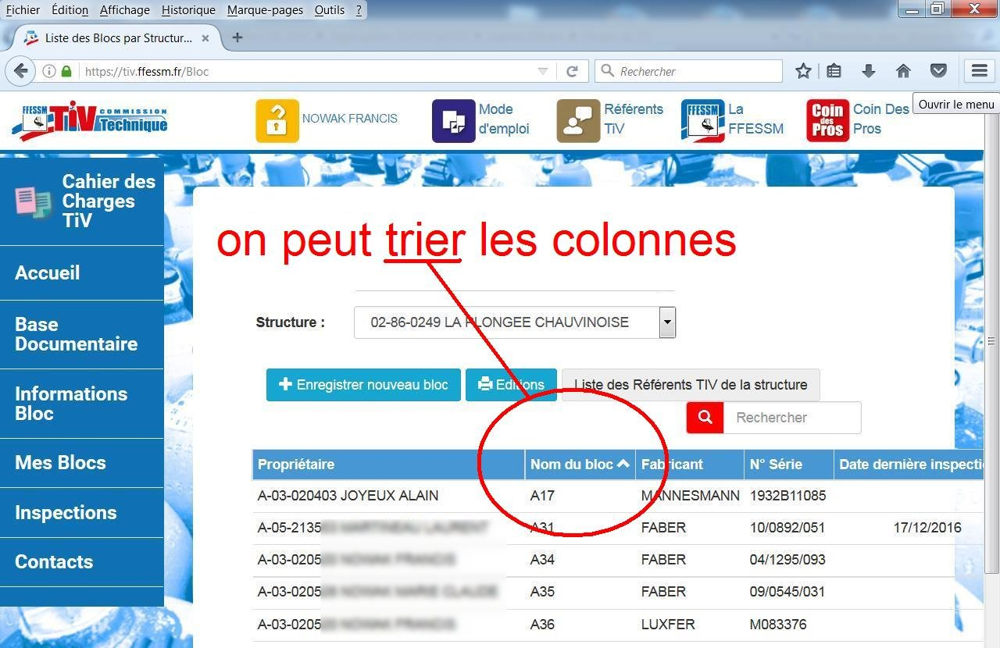 Fichier Édition Affichage Historique Marque-pages Outils ?
Liste des Blocs par Structur... × +
https://tiv.ffessm.fr/Bloc
Rechercher
Ouvrir le menu
FFESSM TiV COMMISSION Technique
NOWAK FRANCIS
Mode d'emploi
Référents TiV
FFESSM
La FFESSM
Coin des Pros
Coin Des Pros
Cahier des
Charges
TiV
Accueil
Base
Documentaire
Informations
Bloc
Mes Blocs
Inspections
Contacts
on peut trier les colonnes
Structure : 02-86-0249 LA PLONGEE CHAUVINOISE
Enregistrer nouveau bloc Editions Liste des Référents TIV de la structure
Rechercher
Propriétaire Nom du bloc Fabricant N° Série Date dernière inspecti
A-03-020403 JOYEUX ALAIN A17 MANNESMANN 1932B11085
A-05-2135 A31 FABER 10/0892/051 17/12/2016
A-03-0205 A34 FABER 04/1295/093
A-03-0205 A35 FABER 09/0545/031
A-03-0205 A36 LUXFER M083376